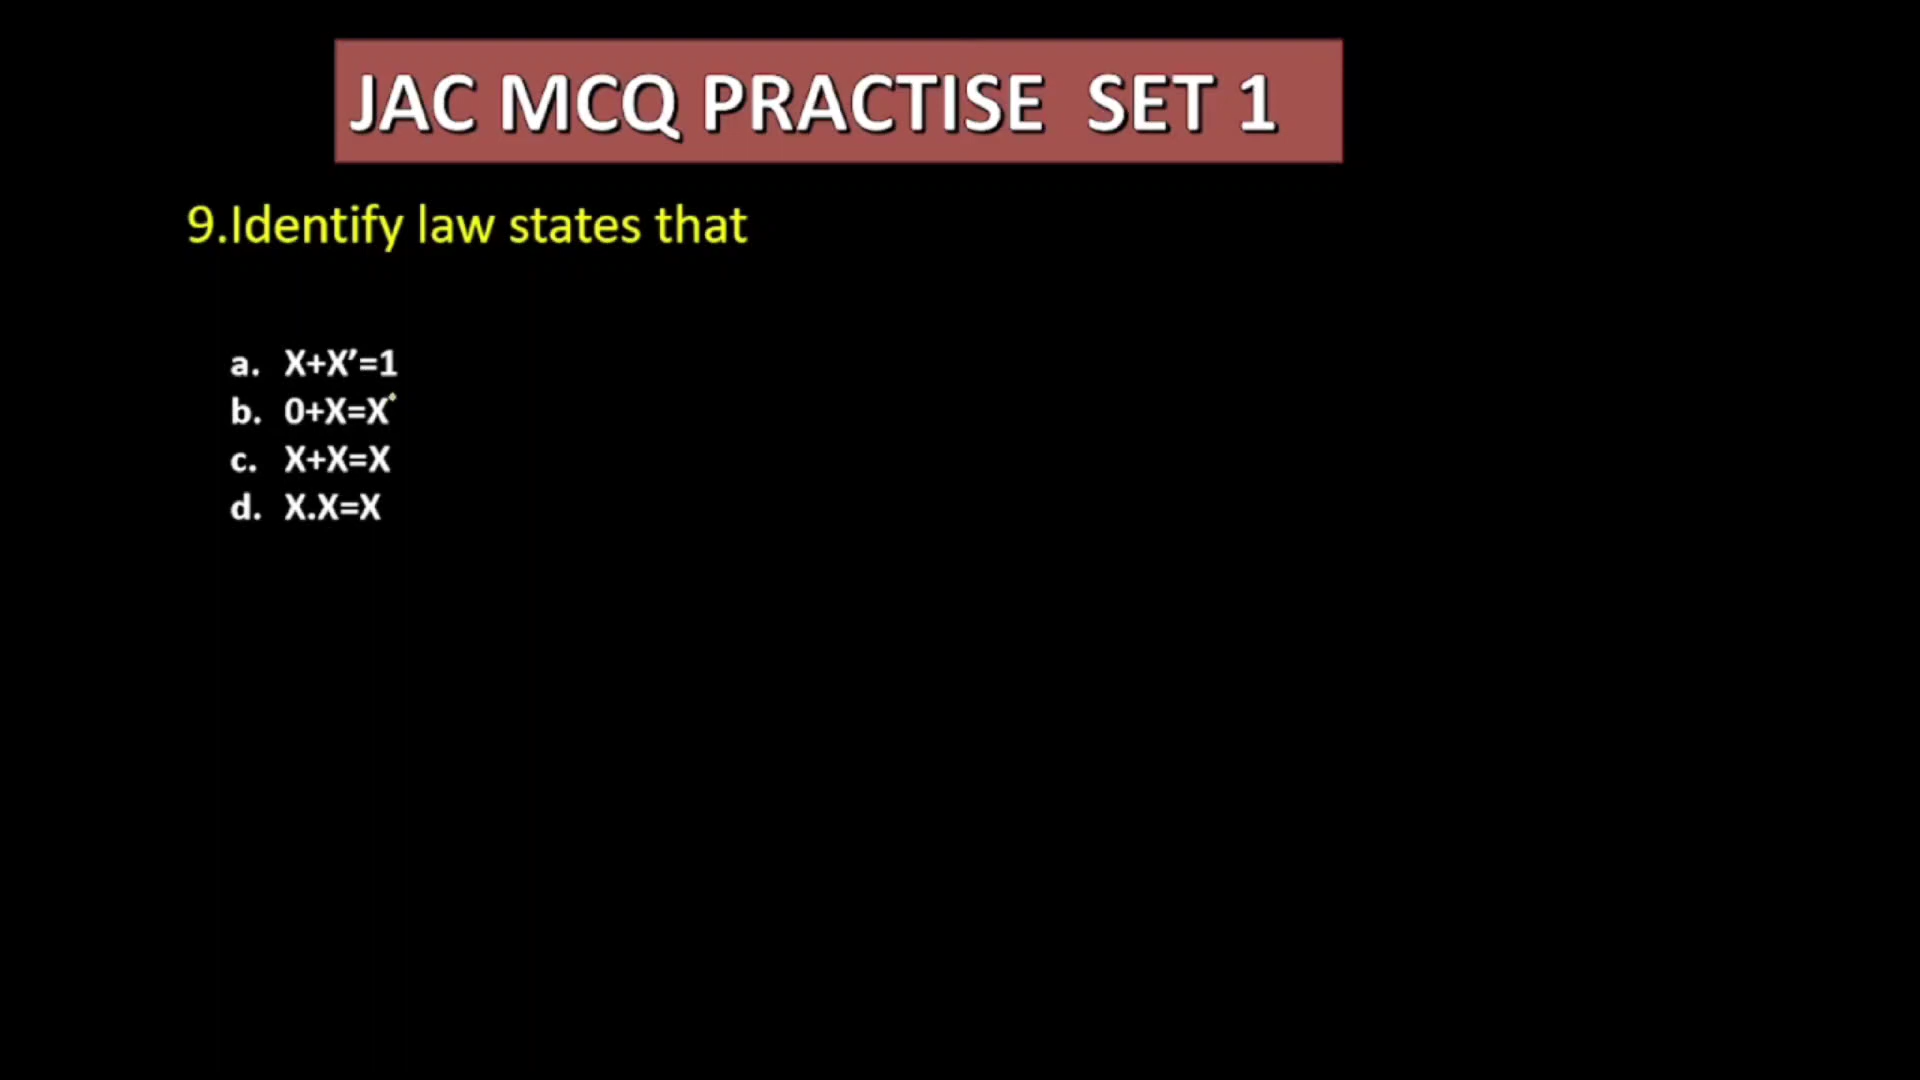 JAC MCQ PRACTISE SET 1
9.Identify law states that
a. X+X’=1
b. 0+X=X
c. X+X=X
d. X.X=X